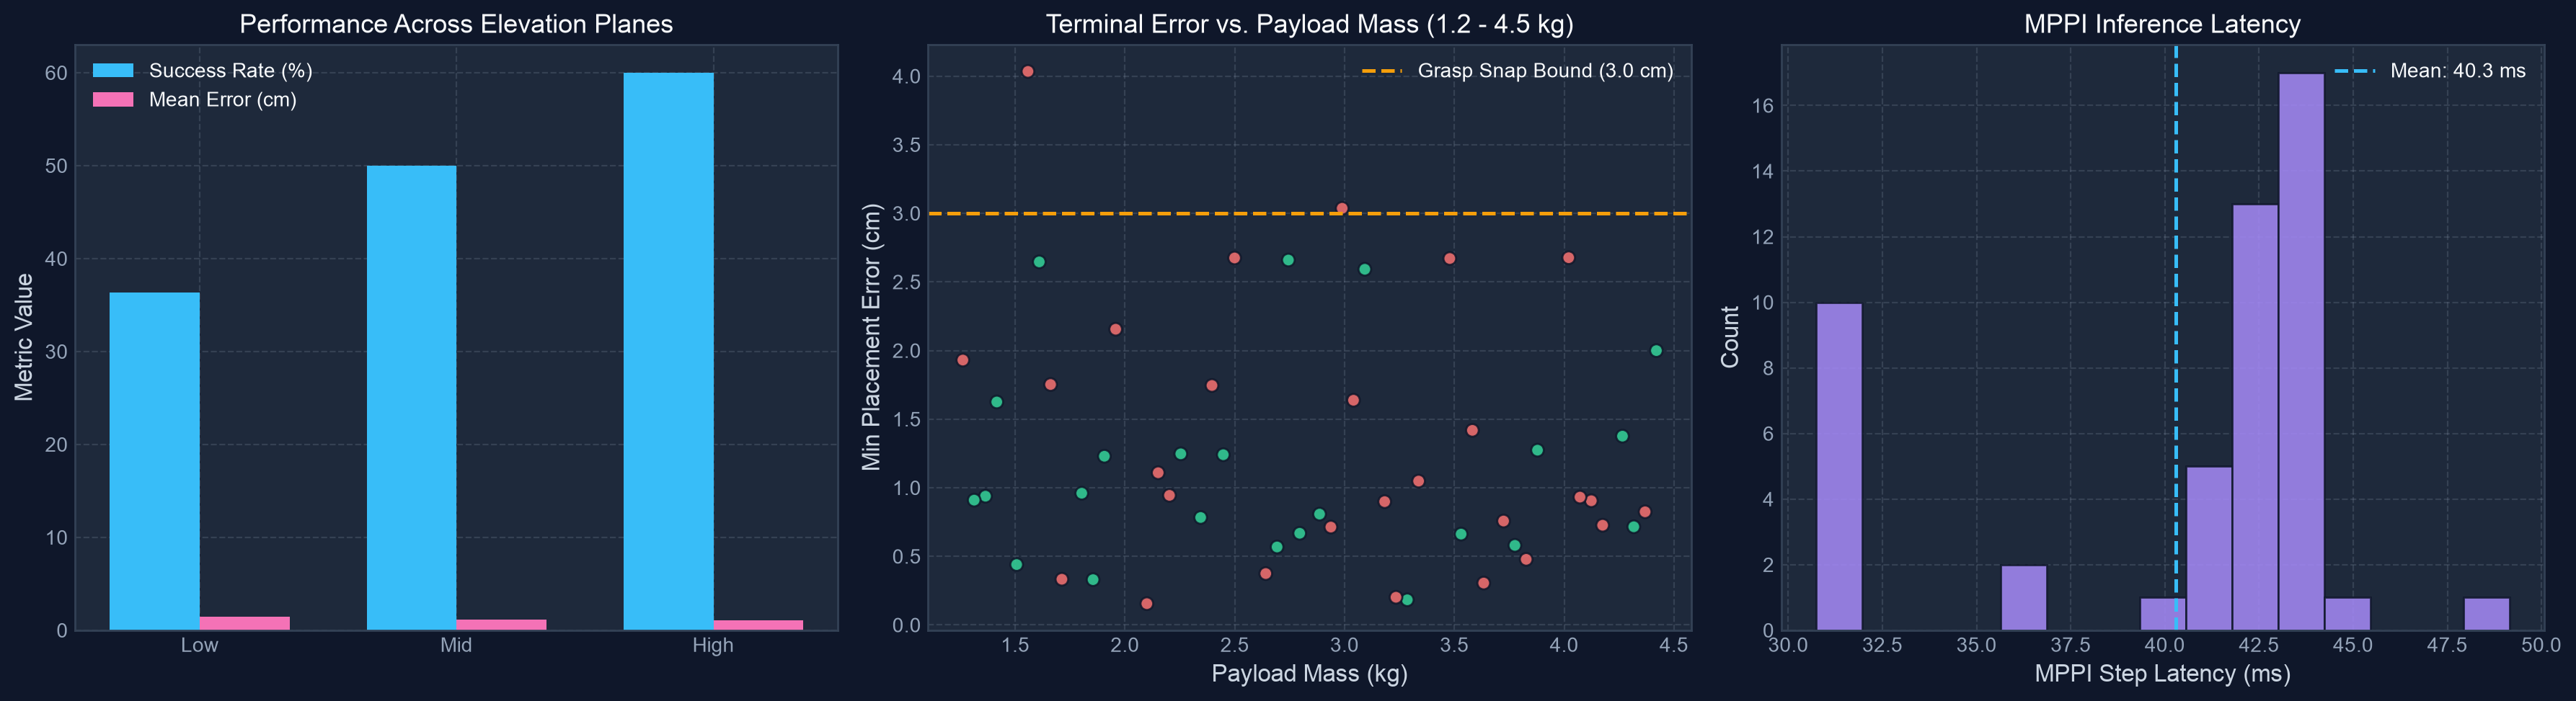 Performance Across Elevation Planes
Success Rate (%)
Mean Error (cm)
Metric Value
60
50
40
30
20
10
0
Low
Mid
High
Terminal Error vs. Payload Mass (1.2 - 4.5 kg)
Grasp Snap Bound (3.0 cm)
Min Placement Error (cm)
4.0
3.5
3.0
2.5
2.0
1.5
1.0
0.5
0.0
1.5
2.0
2.5
3.0
3.5
4.0
4.5
Payload Mass (kg)
MPPI Inference Latency
Mean: 40.3 ms
Count
16
14
12
10
8
6
4
2
0
30.0
32.5
35.0
37.5
40.0
42.5
45.0
47.5
50.0
MPPI Step Latency (ms)